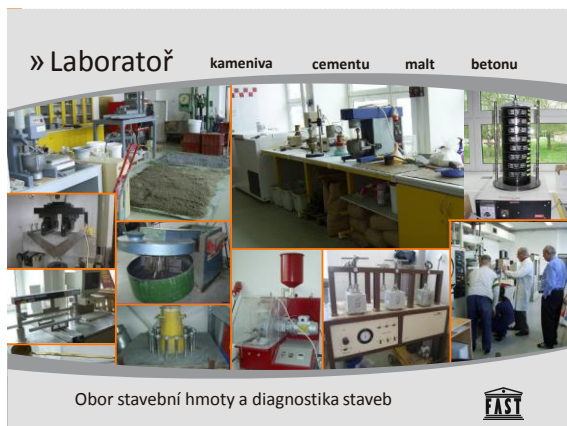 » Laboratoř kameniva cementu malt betonu
Obor stavební hmoty a diagnostika staveb
FAST